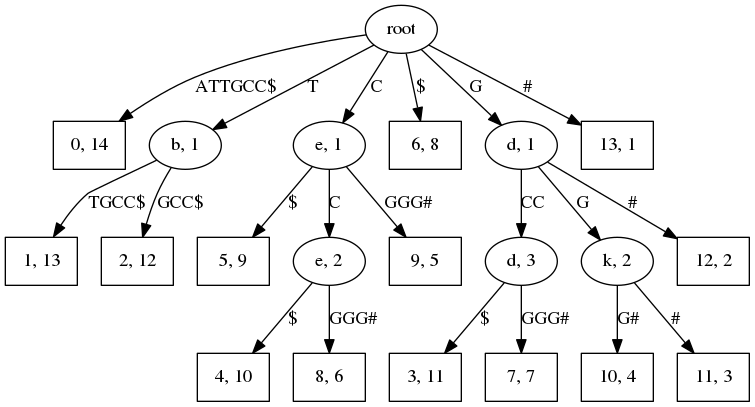 root
ATTGCC$ T C $ G #
0, 14 b, 1 e, 1 6, 8 d, 1 13, 1
TGCC$ GCC$ $ C GGG# CC G #
1, 13 2, 12 5, 9 e, 2 9, 5 d, 3 k, 2 12, 2
$ GGG# $ GGG# G# #
4, 10 8, 6 3, 11 7, 7 10, 4 11, 3